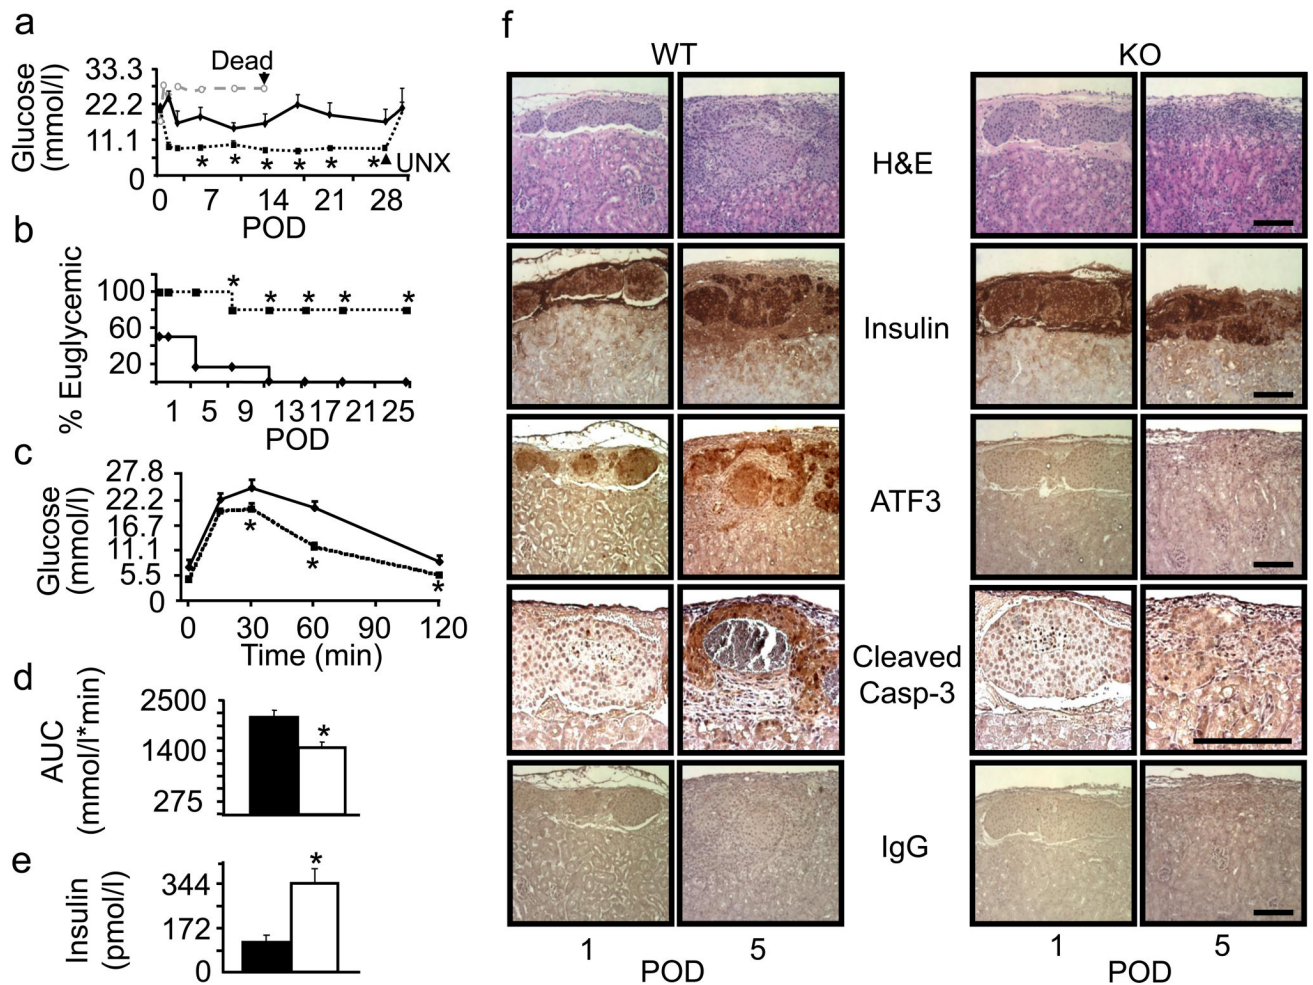 a
Glucose
(mmol/l)
33.3
22.2
11.1
0
Dead
* * * * * *
UNX
0 7 14 21 28
POD
b
% Euglycemic
100
60
20
* * * * *
1 5 9 13 17 21 25
POD
c
Glucose
(mmol/l)
27.8
22.2
16.7
11.1
5.5
0
* * *
0 30 60 90 120
Time (min)
d
AUC
(mmol/l*min)
2500
1400
275
*
e
Insulin
(pmol/l)
344
172
0
*
f
WT KO
H&E
Insulin
ATF3
Cleaved
Casp-3
IgG
1 5 1 5
POD POD